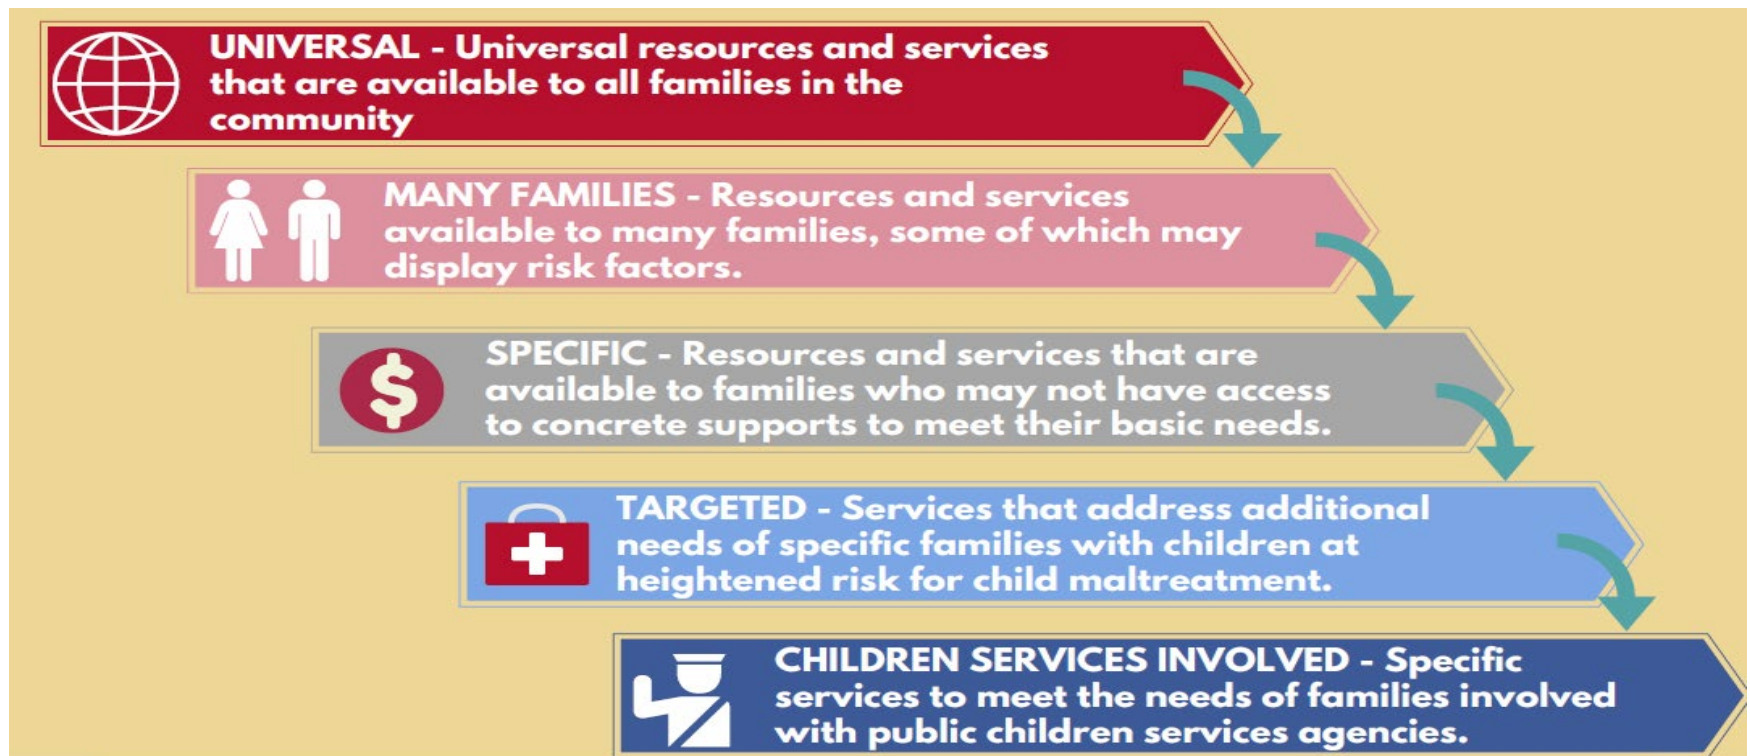 UNIVERSAL - Universal resources and services
that are available to all families in the
community
MANY FAMILIES - Resources and services
available to many families, some of which may
display risk factors.
SPECIFIC - Resources and services that are
available to families who may not have access
to concrete supports to meet their basic needs.
TARGETED - Services that address additional
needs of specific families with children at
heightened risk for child maltreatment.
CHILDREN SERVICES INVOLVED - Specific
services to meet the needs of families involved
with public children services agencies.